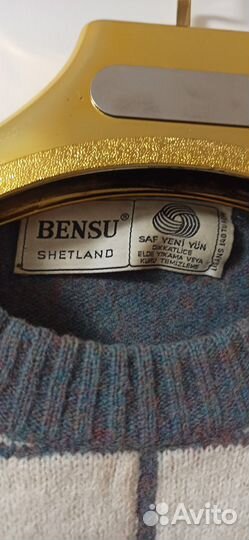 BENSU®
SHETLAND
SAF YENİ YÜN
DİKKATLİCE
ELDE YIKAMA VEYA
KURU TEMİZLEME
Avito